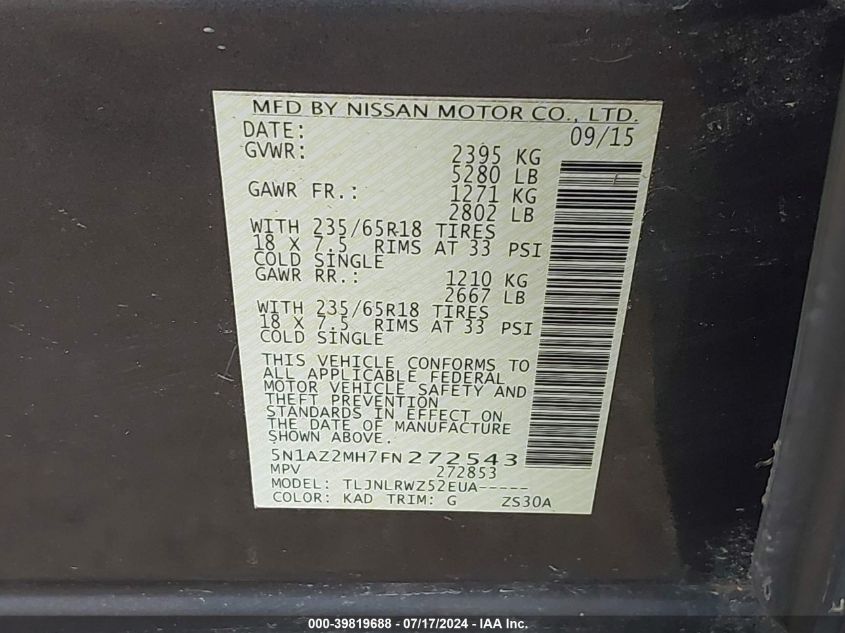 MFD BY NISSAN MOTOR CO., LTD.
DATE: 09/15
GVWR: 2395 KG
5280 LB
GAWR FR.: 1271 KG
2802 LB
WITH 235/65R18 TIRES
18 X 7.5 RIMS AT 33 PSI
COLD SINGLE
GAWR RR.: 1210 KG
2667 LB
WITH 235/65R18 TIRES
18 X 7.5 RIMS AT 33 PSI
COLD SINGLE
THIS VEHICLE CONFORMS TO
ALL APPLICABLE FEDERAL
MOTOR VEHICLE SAFETY AND
THEFT PREVENTION
STANDARDS IN EFFECT ON
THE DATE OF MANUFACTURE
SHOWN ABOVE.
5N1AZ2MH7FN272543
MPV 272853
MODEL: TLJNLRWZ52EUA-----
COLOR: KAD TRIM: G ZS30A
000-39819688 - 07/17/2024 - IAA Inc.